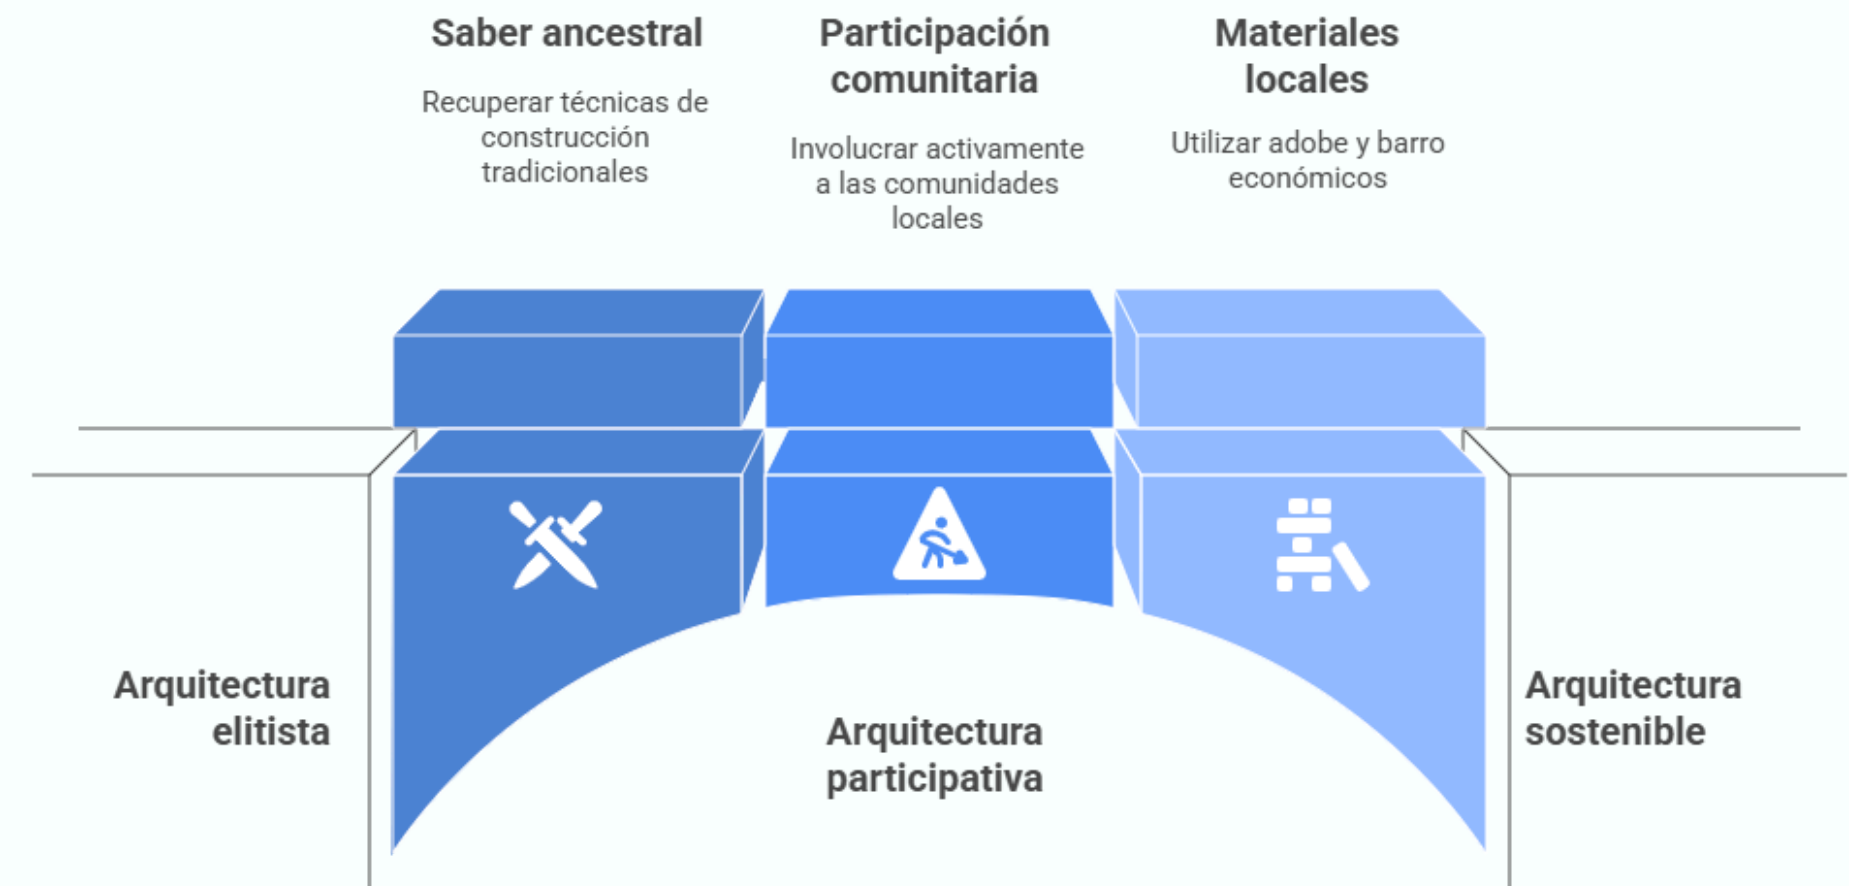 Saber ancestral
Recuperar técnicas de
construcción
tradicionales
Participación
comunitaria
Involucrar activamente
a las comunidades
locales
Materiales
locales
Utilizar adobe y barro
económicos
Arquitectura
elitista
Arquitectura
participativa
Arquitectura
sostenible